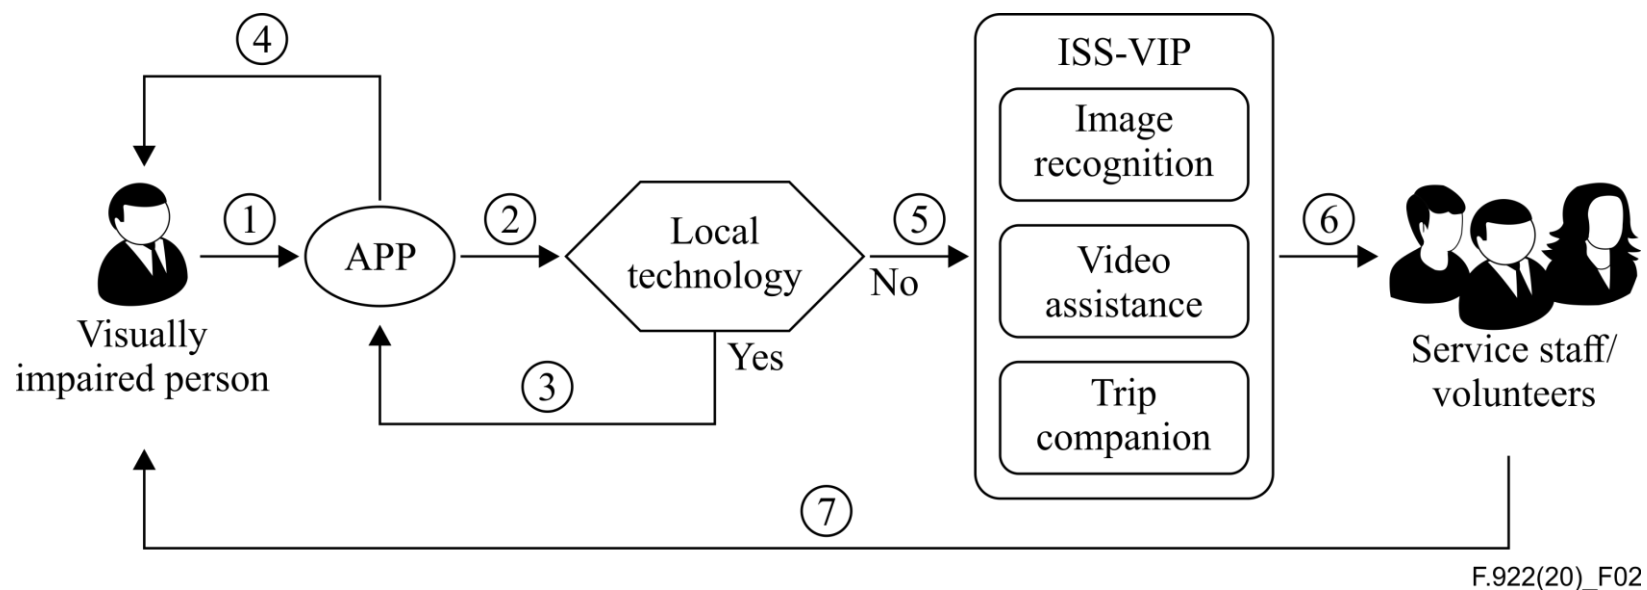 4
ISS-VIP
Image
recognition
1
APP
2
Local
technology
5
No
Video
assistance
6
Visually
impaired person
Yes
3
Trip
companion
Service staff/
volunteers
7
F.922(20)_F02